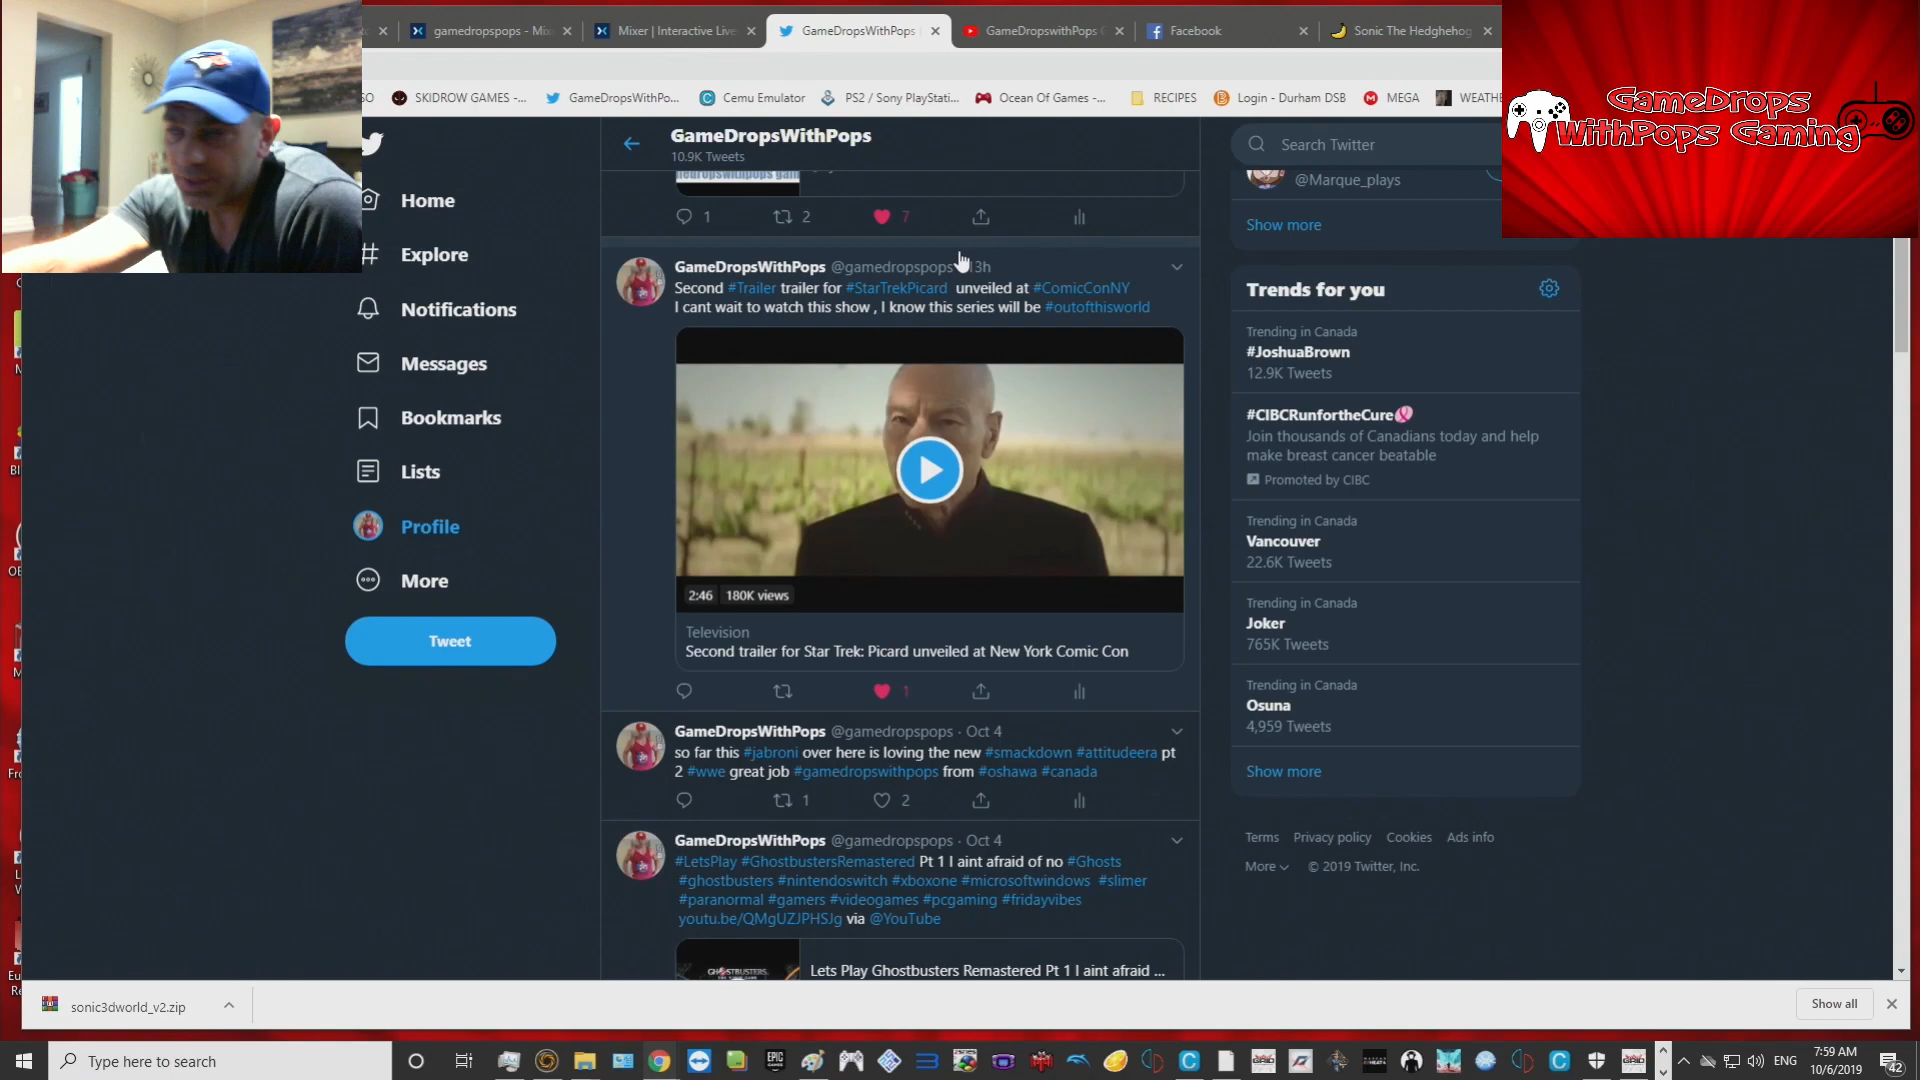 gamedropspops - Mix
Mixer | Interactive Live
GameDropsWithPops
GameDropswithPops G
Facebook
Sonic The Hedghehog
SKIDROW GAMES -...
GameDropsWithPo...
Cemu Emulator
PS2 / Sony PlayStati...
Ocean Of Games -...
RECIPES
Login - Durham DSB
MEGA
WEATHE
GameDrops
WithPops Gaming
GameDropsWithPops
10.9K Tweets
Search Twitter
@Marque_plays
Show more
Home
Explore
Notifications
Messages
Bookmarks
Lists
Profile
More
Tweet
1
2
7
GameDropsWithPops @gamedropspops 13h
Second #Trailer trailer for #StarTrekPicard unveiled at #ComicConNY
I cant wait to watch this show , I know this series will be #outofthisworld
2:46 180K views
Television
Second trailer for Star Trek: Picard unveiled at New York Comic Con
1
GameDropsWithPops @gamedropspops · Oct 4
so far this #jabroni over here is loving the new #smackdown #attitudeera pt
2 #wwe great job #gamedropswithpops from #oshawa #canada
1
2
GameDropsWithPops @gamedropspops · Oct 4
#LetsPlay #GhostbustersRemastered Pt 1 I aint afraid of no #Ghosts
#ghostbusters #nintendoswitch #xboxone #microsoftwindows #slimer
#paranormal #gamers #videogames #pcgaming #fridayvibes
youtu.be/QMgUZJPHSJg via @YouTube
GHOSTBUSTERS
Lets Play Ghostbusters Remastered Pt 1 I aint afraid ...
Trends for you
Trending in Canada
#JoshuaBrown
12.9K Tweets
#CIBCRunfortheCure
Join thousands of Canadians today and help
make breast cancer beatable
Promoted by CIBC
Trending in Canada
Vancouver
22.6K Tweets
Trending in Canada
Joker
765K Tweets
Trending in Canada
Osuna
4,959 Tweets
Show more
Terms Privacy policy Cookies Ads info
More © 2019 Twitter, Inc.
sonic3dworld_v2.zip
Show all
Type here to search
EPIC GAMES
GRID
GRID
ENG
7:59 AM
10/6/2019
42